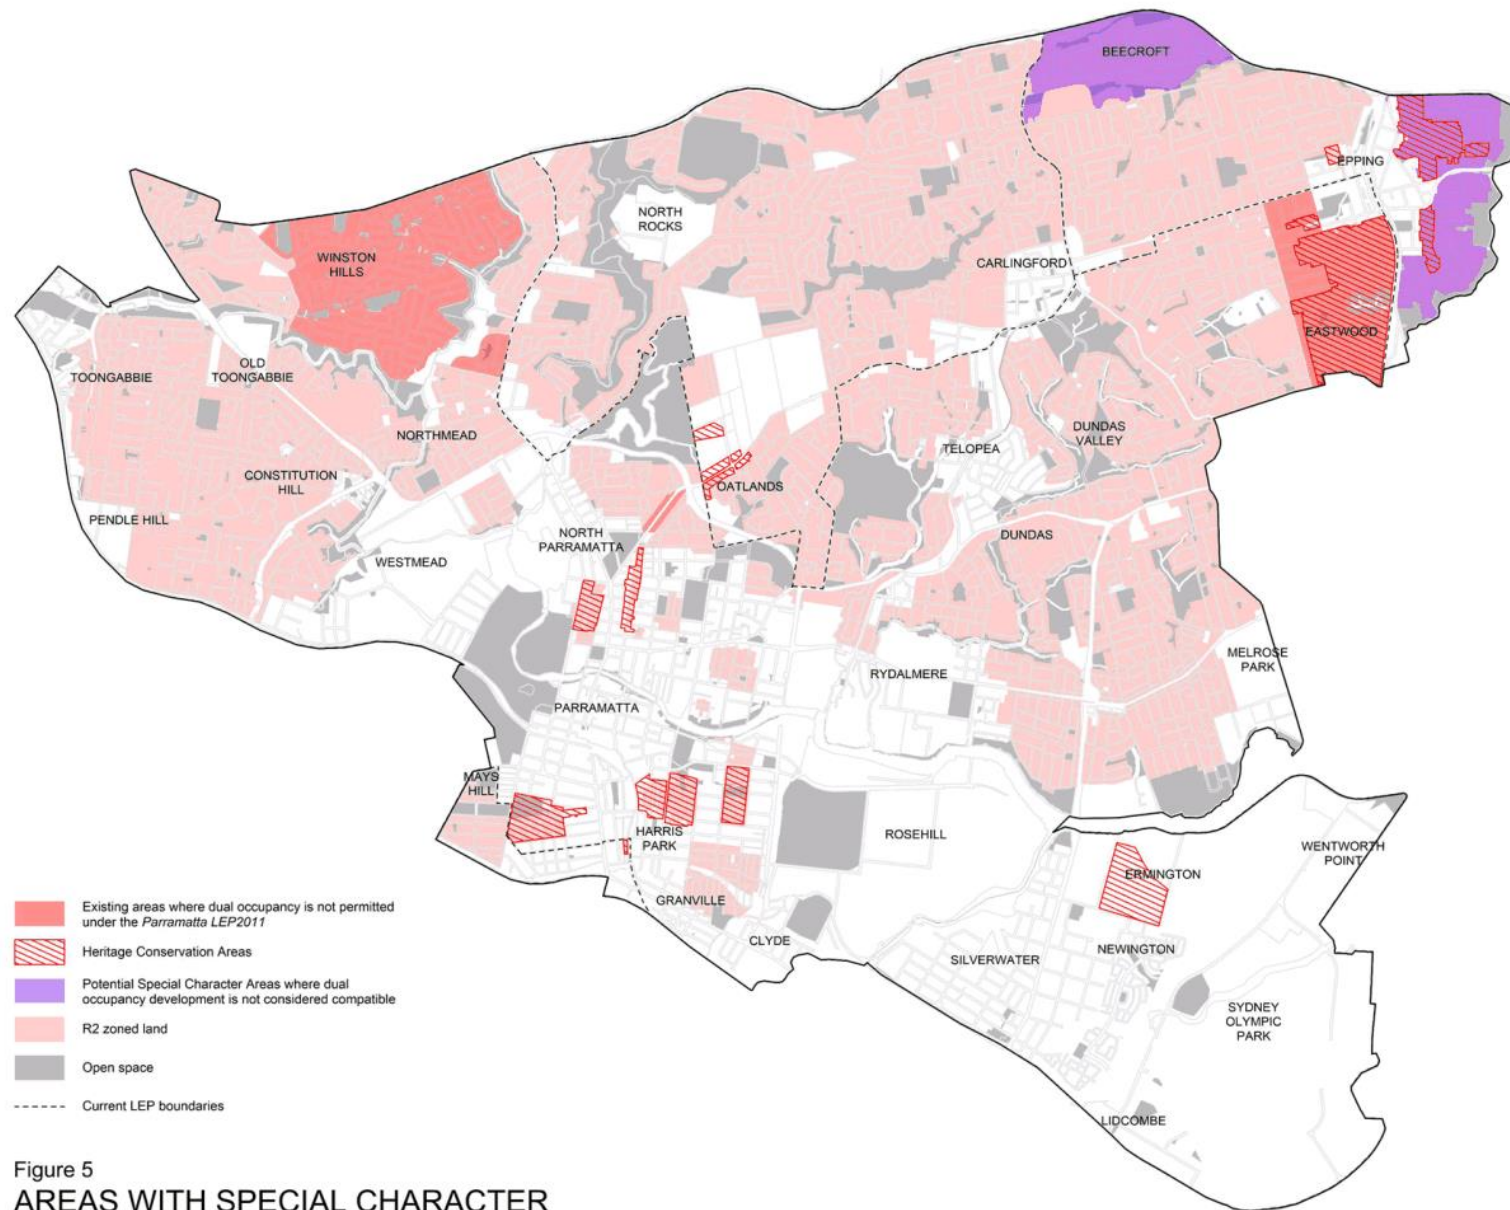 BEECROFT
EPPING
NORTH
ROCKS
WINSTON
HILLS
CARLINGFORD
EASTWOOD
TOONGABBIE
OLD
TOONGABBIE
NORTHMEAD
DUNDAS
VALLEY
TELOPEA
CONSTITUTION
HILL
OATLANDS
PENDLE HILL
NORTH
PARRAMATTA
DUNDAS
WESTMEAD
MELROSE
PARK
RYDALMERE
PARRAMATTA
MAYS
HILL
HARRIS
PARK
ROSEHILL
WENTWORTH
POINT
ERMINGTON
GRANVILLE
CLYDE
SILVERWATER
NEWINGTON
SYDNEY
OLYMPIC
PARK
LIDCOMBE
Existing areas where dual occupancy is not permitted
under the Parramatta LEP2011
Heritage Conservation Areas
Potential Special Character Areas where dual
occupancy development is not considered compatible
R2 zoned land
Open space
Current LEP boundaries
Figure 5
AREAS WITH SPECIAL CHARACTER